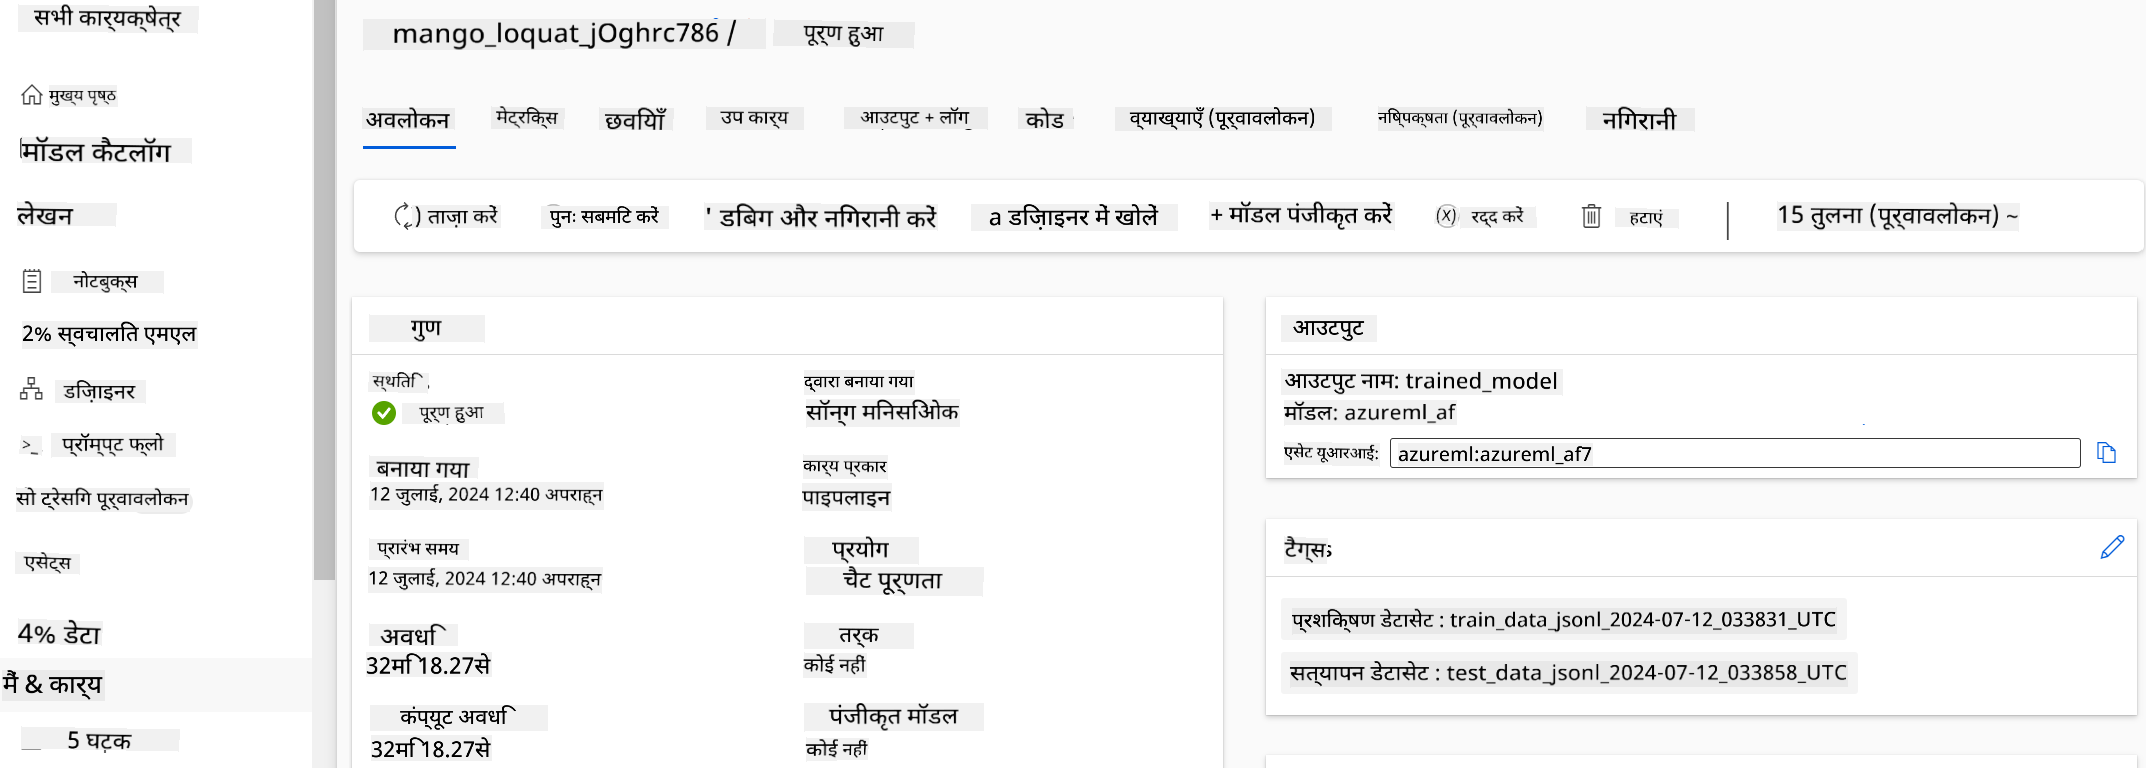 सभी कार्यक्षेत्र
मुख्य पृष्ठ
मॉडल कैटलॉग
लेखन
नोटबुक्स
2% स्वचालित एमएल
डिज़ाइनर
>_ प्रॉम्प्ट फ्लो
सो ट्रेसिंग पूर्वावलोकन
एसेट्स
4% डेटा
में & कार्य
5 घटक
mango_loquat_jOghrc786 / पूर्ण हुआ
अवलोकन मेट्रिक्स छवियाँ उप कार्य आउटपुट + लॉग कोड व्याख्याएँ (पूर्वावलोकन) निष्पिक्षता (पूर्वावलोकन) निगरानी
) ताज़ा करें पुनः सबमिट करें ' डिबग और निगरानी करें a डिज़ाइनर में खोलें + मॉडल पंजीकृत करें (X) रद्द करें हटाएं 15 तुलना (पूर्वावलोकन) ~
गुण
स्थिति
पूर्ण हुआ
बनाया गया
12 जुलाई, 2024 12:40 अपराह्न
प्रारंभ समय
12 जुलाई, 2024 12:40 अपराह्न
अवधि
32मि 18.27से
कंप्यूट अवधि
32मि 18.27से
द्वारा बनाया गया
सॉन्ग मिनसिओक
कार्य प्रकार
पाइपलाइन
प्रयोग
चैट पूर्णता
तर्क
कोई नहीं
पंजीकृत मॉडल
कोई नहीं
आउटपुट
आउटपुट नाम: trained_model
मॉडल: azureml_af
एसेट यूआरआई: azureml:azureml_af7
टैग्स
प्रशिक्षण डेटासेट : train_data_jsonl_2024-07-12_033831_UTC
सत्यापन डेटासेट : test_data_jsonl_2024-07-12_033858_UTC